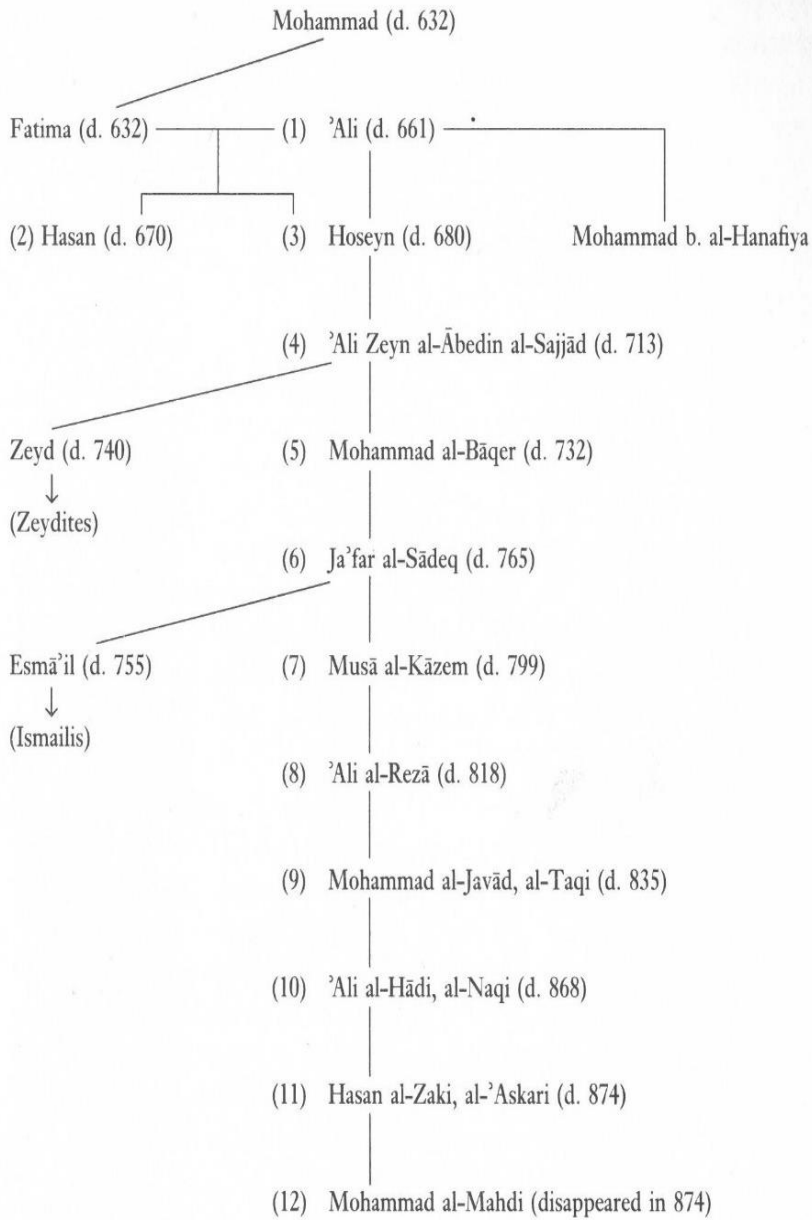 Mohammad (d. 632)
Fatima (d. 632) (1) ʾAli (d. 661)
(2) Hasan (d. 670) (3) Hoseyn (d. 680) Mohammad b. al-Hanafiya
(4) ʾAli Zeyn al-Ābedin al-Sajjād (d. 713)
Zeyd (d. 740) (5) Mohammad al-Bāqer (d. 732)
(Zeydites)
(6) Jaʾfar al-Sādeq (d. 765)
Esmāʾil (d. 755) (7) Musā al-Kāzem (d. 799)
(Ismailis)
(8) ʾAli al-Rezā (d. 818)
(9) Mohammad al-Javād, al-Taqi (d. 835)
(10) ʾAli al-Hādi, al-Naqi (d. 868)
(11) Hasan al-Zaki, al-ʾAskari (d. 874)
(12) Mohammad al-Mahdi (disappeared in 874)